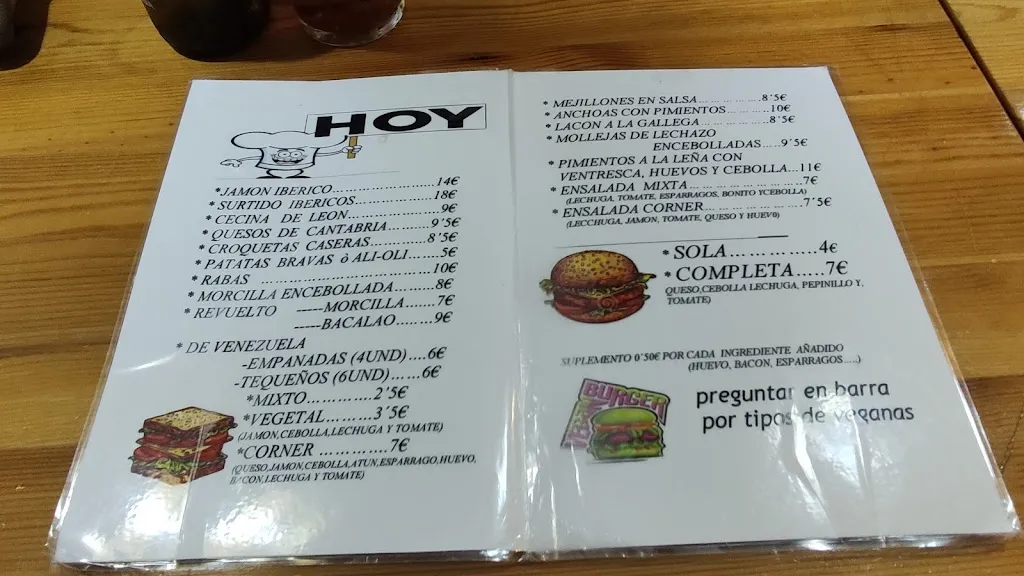 HOY
*JAMON IBERICO..................14€
*SURTIDO IBERICOS..............18€
* CECINA DE LEON................9€
* QUESOS DE CANTABRIA.........9'5€
* CROQUETAS CASERAS..........8'5€
* PATATAS BRAVAS ò ALI-OLI......5€
* RABAS ..........................10€
* MORCILLA ENCEBOLLADA........8€
* REVUELTO -----MORCILLA.......7€
-----BACALAO.......9€
* DE VENEZUELA
-EMPANADAS (4UND)....6€
-TEQUEÑOS (6UND).....6€
*MIXTO.............2'5€
*VEGETAL.........3'5€
(JAMON,CEBOLLA,LECHUGA Y TOMATE)
*CORNER .............7€
(QUESO,JAMON,CEBOLLA,ATUN,ESPARRAGO,HUEVO,
BACON,LECHUGA Y TOMATE)
* MEJILLONES EN SALSA..............8'5€
* ANCHOAS CON PIMIENTOS.........10€
* LACON A LA GALLEGA..............8'5€
* MOLLEJAS DE LECHAZO
ENCEBOLLADAS.....9'5€
* PIMIENTOS A LA LEÑA CON
VENTRESCA, HUEVOS Y CEBOLLA...11€
* ENSALADA MIXTA......................7€
(LECHUGA, TOMATE, ESPARRAGOS, BONITO YCEBOLLA)
* ENSALADA CORNER...................7'5€
(LECCHUGA, JAMON, TOMATE, QUESO Y HUEVO)
* SOLA..............4€
* COMPLETA.....7€
QUESO,CEBOLLA LECHUGA, PEPINILLO Y,
TOMATE)
SUPLEMENTO 0'50€ POR CADA INGREDIENTE AÑADIDO
(HUEVO, BACON, ESPARRAGOS.....)
BURGER
VEGAN
preguntar en barra
por tipos de veganas